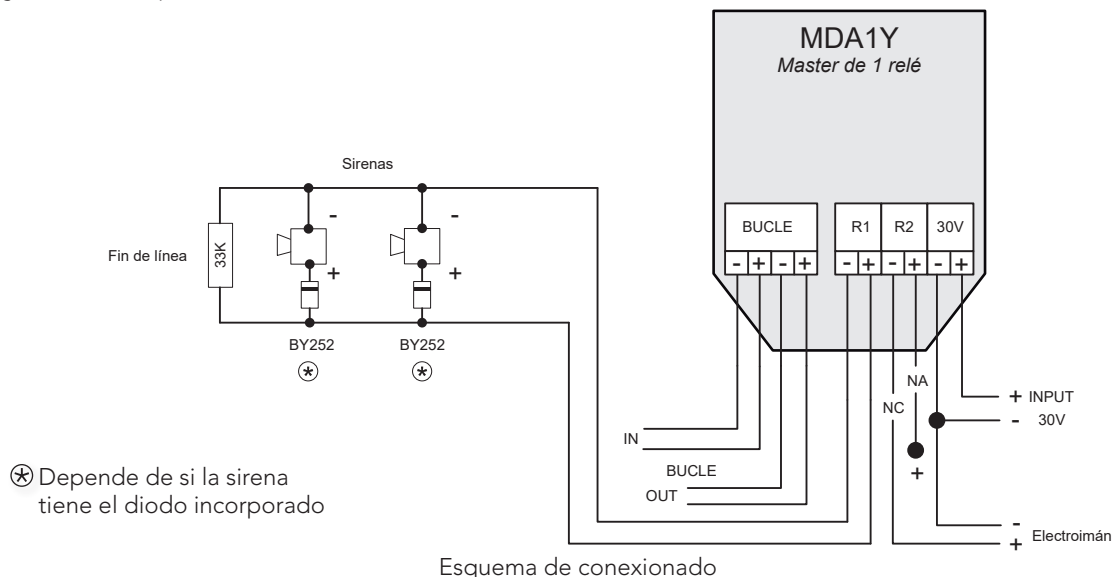 MDA1Y
Master de 1 relé
BUCLE R1 R2 30V
- + - + - + - + - +
Sirenas
-
-
Fin de línea
33K
+
+
BY252
BY252
NA
NC
+ INPUT
- 30V
IN
+
BUCLE
OUT
Depende de si la sirena
tiene el diodo incorporado
-
+ Electroimán
Esquema de conexionado